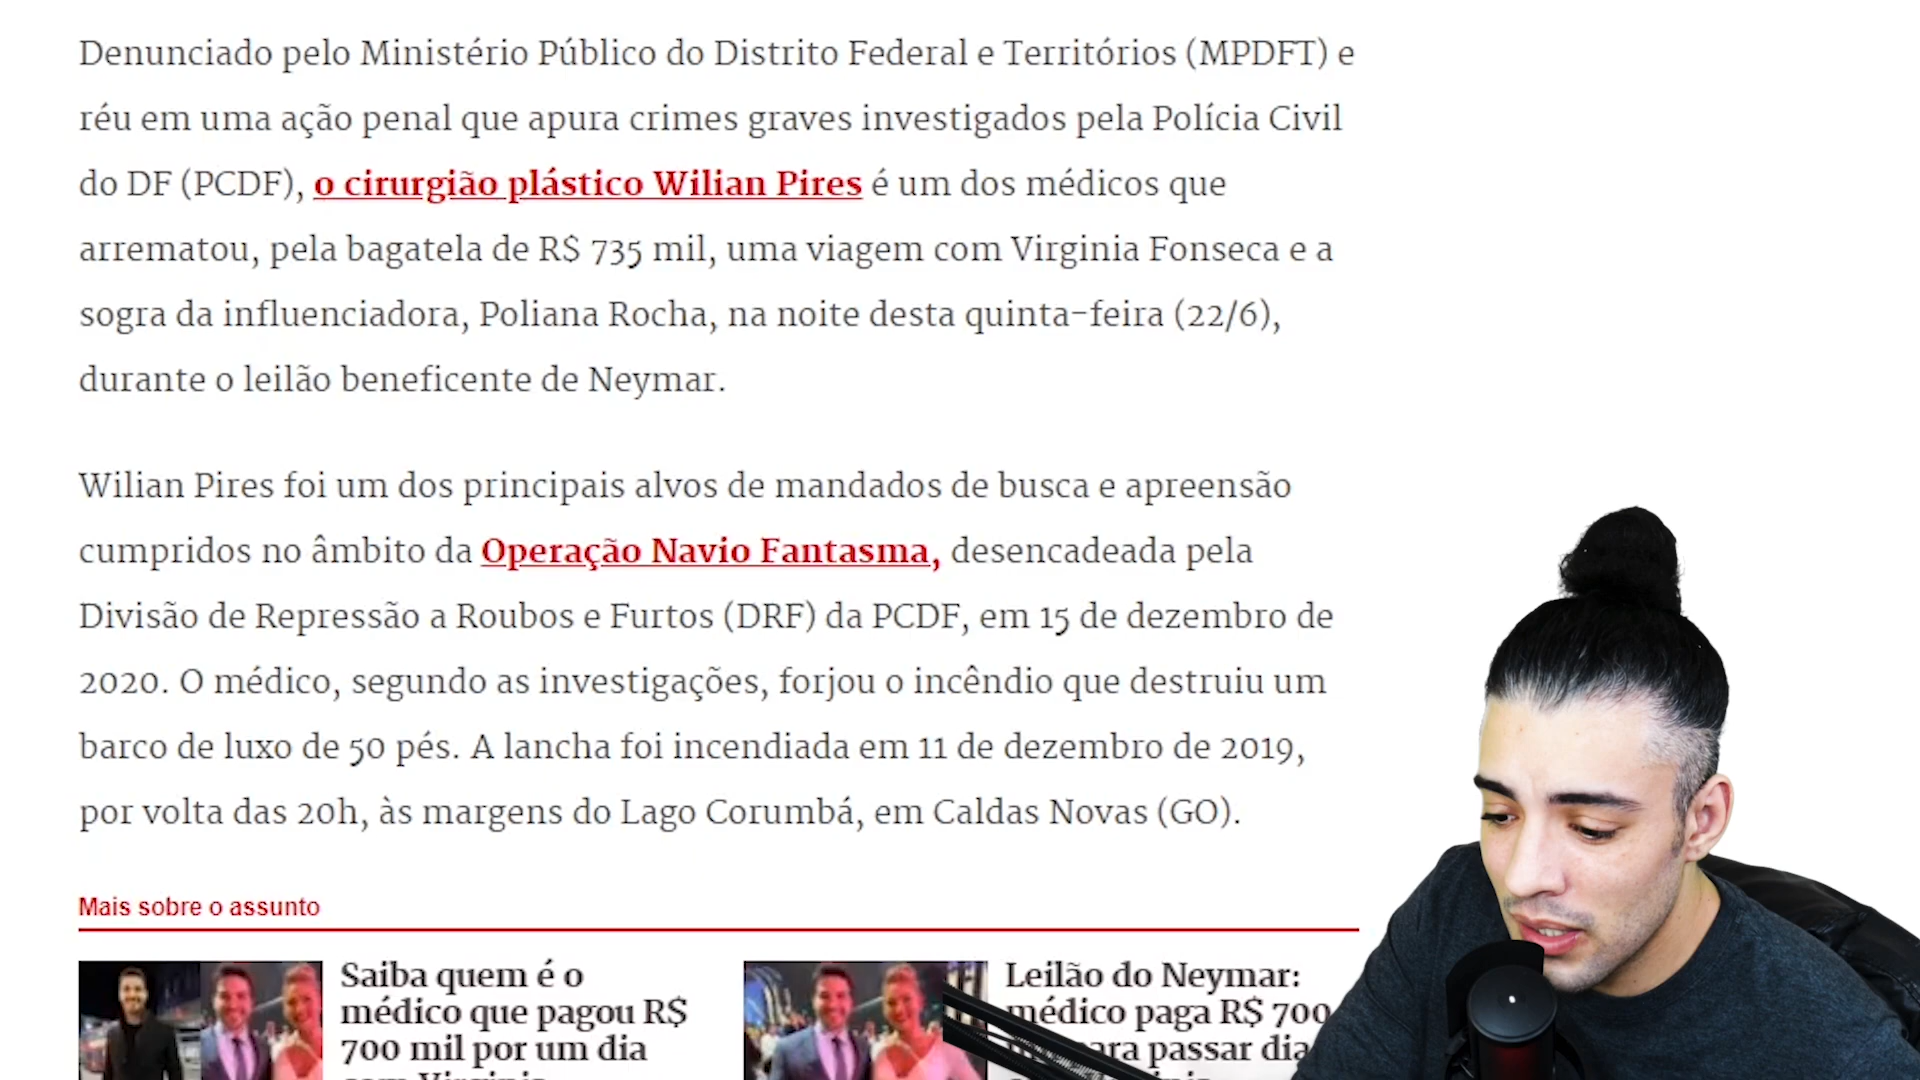 Denunciado pelo Ministério Público do Distrito Federal e Territórios (MPDFT) e
réu em uma ação penal que apura crimes graves investigados pela Polícia Civil
do DF (PCDF), o cirurgião plástico Wilian Pires é um dos médicos que
arrematou, pela bagatela de R$ 735 mil, uma viagem com Virginia Fonseca e a
sogra da influenciadora, Poliana Rocha, na noite desta quinta-feira (22/6),
durante o leilão beneficente de Neymar.
Wilian Pires foi um dos principais alvos de mandados de busca e apreensão
cumpridos no âmbito da Operação Navio Fantasma, desencadeada pela
Divisão de Repressão a Roubos e Furtos (DRF) da PCDF, em 15 de dezembro de
2020. O médico, segundo as investigações, forjou o incêndio que destruiu um
barco de luxo de 50 pés. A lancha foi incendiada em 11 de dezembro de 2019,
por volta das 20h, às margens do Lago Corumbá, em Caldas Novas (GO).
Mais sobre o assunto
Saiba quem é o
médico que pagou R$
700 mil por um dia
Leilão do Neymar:
médico paga R$ 700
passar dia